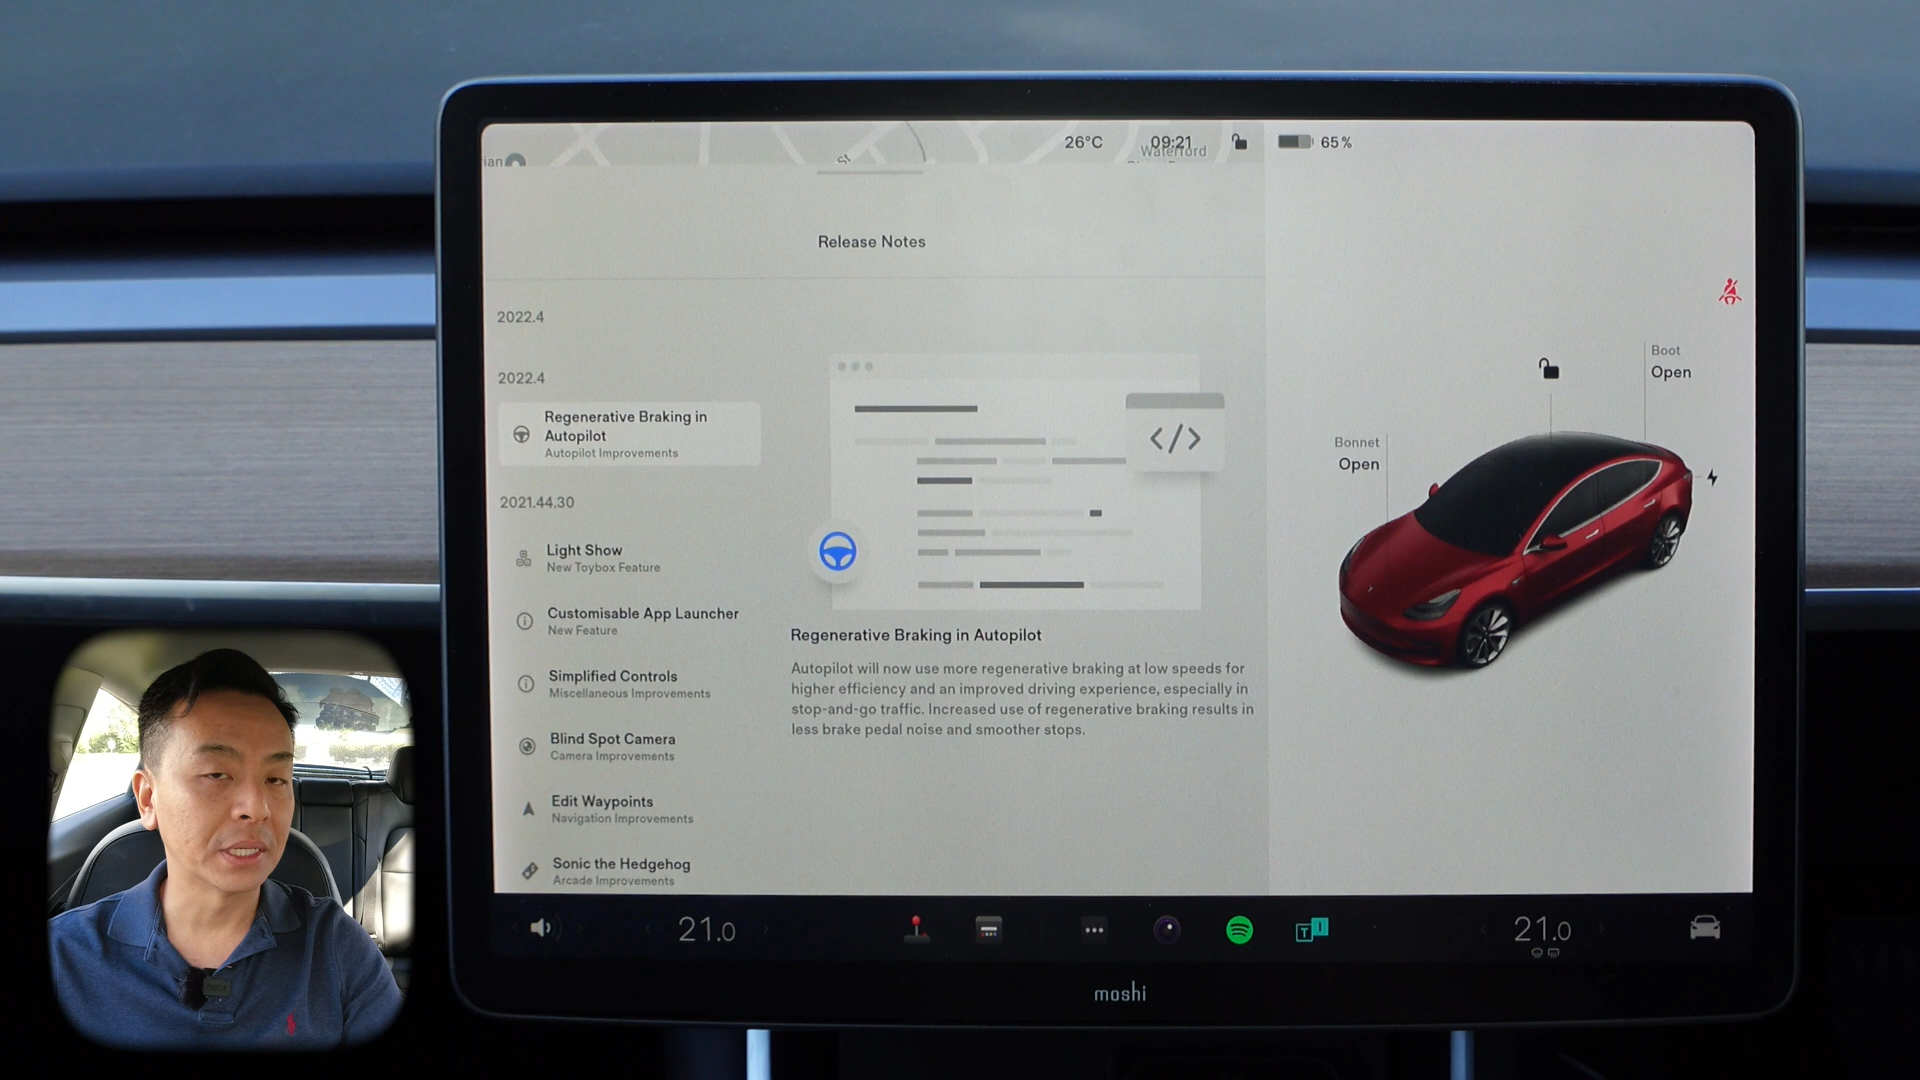 ian
St
26°C
09:21
Waterford
65%
Release Notes
2022.4
2022.4
Regenerative Braking in
Autopilot
Autopilot Improvements
2021.44.30
Light Show
New Toybox Feature
Customisable App Launcher
New Feature
Simplified Controls
Miscellaneous Improvements
Blind Spot Camera
Camera Improvements
Edit Waypoints
Navigation Improvements
Sonic the Hedgehog
Arcade Improvements
</>
Regenerative Braking in Autopilot
Autopilot will now use more regenerative braking at low speeds for
higher efficiency and an improved driving experience, especially in
stop-and-go traffic. Increased use of regenerative braking results in
less brake pedal noise and smoother stops.
Boot
Open
Bonnet
Open
21.0
T I
21.0
moshi